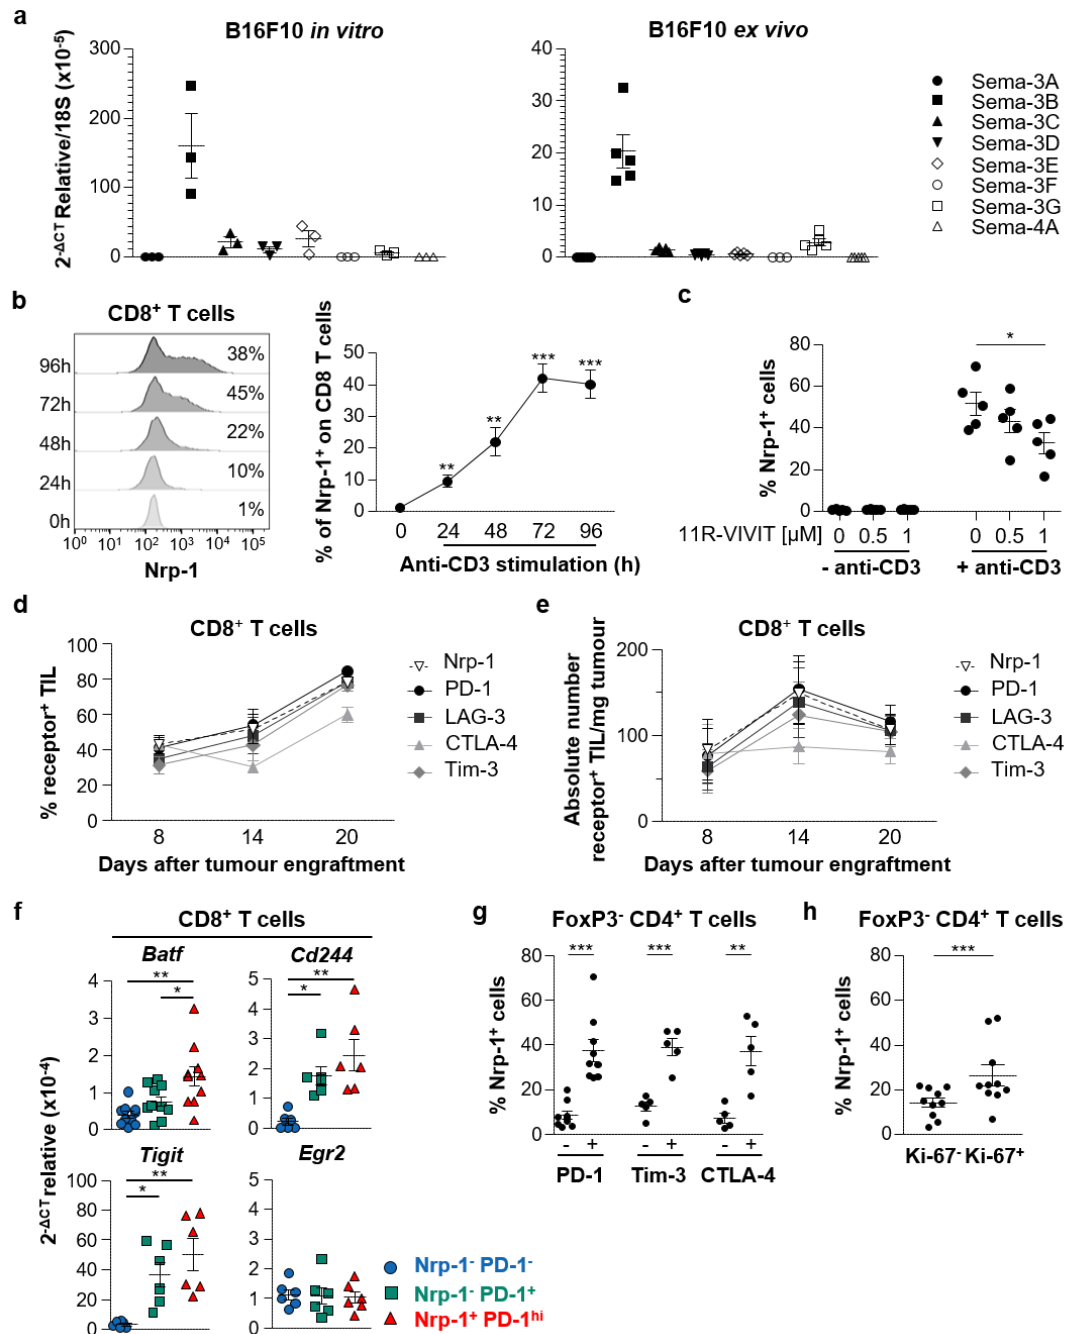 a
B16F10 in vitro
B16F10 ex vivo
2-ΔCT Relative/18S (x10-5)
300
200
100
0
40
30
20
10
0
Sema-3A
Sema-3B
Sema-3C
Sema-3D
Sema-3E
Sema-3F
Sema-3G
Sema-4A
b
CD8+ T cells
96h 38%
72h 45%
48h 22%
24h 10%
0h 1%
10⁰ 10¹ 10² 10³ 10⁴ 10⁵
Nrp-1
% of Nrp-1+ on CD8 T cells
50
40
30
20
10
0
** ** *** ***
0 24 48 72 96
Anti-CD3 stimulation (h)
c
% Nrp-1+ cells
80
60
40
20
0
*
11R-VIVIT [µM] 0 0.5 1 0 0.5 1
- anti-CD3 + anti-CD3
d
CD8+ T cells
% receptor+ TIL
100
80
60
40
20
0
8 14 20
Days after tumour engraftment
Nrp-1
PD-1
LAG-3
CTLA-4
Tim-3
e
CD8+ T cells
Absolute number
receptor+ TIL/mg tumour
200
100
0
8 14 20
Days after tumour engraftment
Nrp-1
PD-1
LAG-3
CTLA-4
Tim-3
f
CD8+ T cells
2-ΔCT relative (x10-4)
Batf
4
3
2
1
0
**
*
Cd244
5
4
3
2
1
0
**
*
Tigit
100
80
60
40
20
0
**
*
Egr2
5
4
3
2
1
0
Nrp-1- PD-1-
Nrp-1- PD-1+
Nrp-1+ PD-1hi
g
FoxP3- CD4+ T cells
% Nrp-1+ cells
80
60
40
20
0
*** *** **
- + - + - +
PD-1 Tim-3 CTLA-4
h
FoxP3- CD4+ T cells
% Nrp-1+ cells
80
60
40
20
0
***
Ki-67- Ki-67+